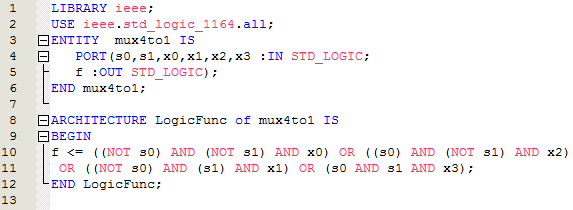 1 LIBRARY ieee;
2 USE ieee.std_logic_1164.all;
3 ENTITY  mux4to1 IS
4    PORT(s0,s1,x0,x1,x2,x3 :IN STD_LOGIC;
5    f :OUT STD_LOGIC);
6 END mux4to1;
7
8 ARCHITECTURE LogicFunc of mux4to1 IS
9 BEGIN
10 f <= ((NOT s0) AND (NOT s1) AND x0) OR ((s0) AND (NOT s1) AND x2)
11  OR ((NOT s0) AND (s1) AND x1) OR (s0 AND s1 AND x3);
12 END LogicFunc;
13